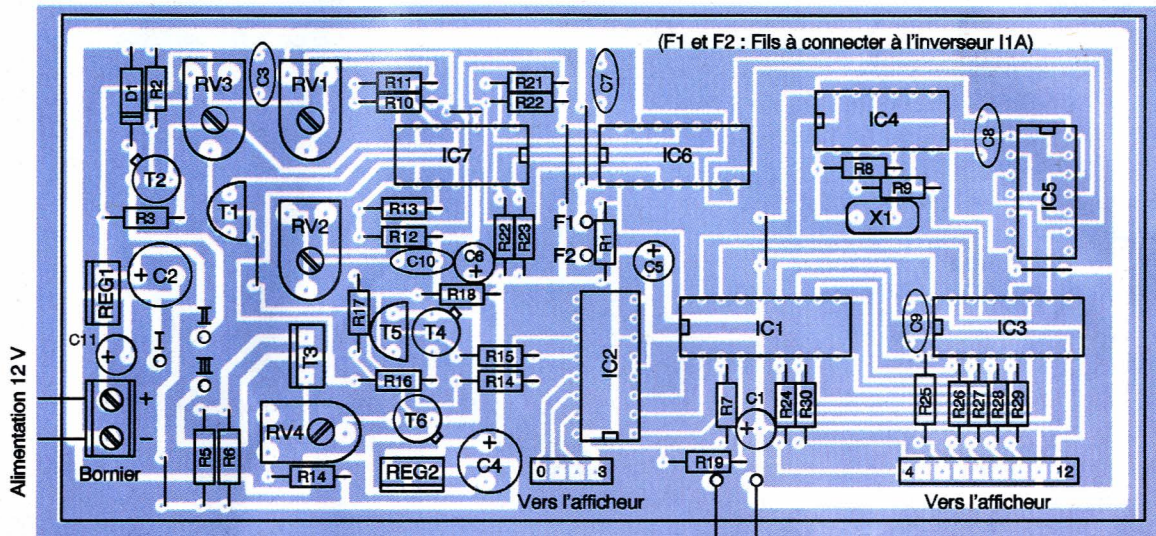 (F1 et F2 : Fils à connecter à l'inverseur I1A)
D1
R2
RV3
C3
RV1
R11
R10
R21
R22
C7
IC4
C8
IC7
IC6
IC5
T2
R8
R9
X1
R3
T1
RV2
R13
R12
R22
R23
F1
F2
R1
C10
C6
C5
C2
REG1
R18
R17
T5
T4
IC1
C9
IC3
C11
I
II
III
T3
R15
R14
IC2
R16
Alimentation 12 V
+
–
Bornier
R5
R6
RV4
T6
R14
REG2
C4
R7
C1
R24
R30
R25
R26
R27
R28
R29
R19
0
3
Vers l'afficheur
4
12
Vers l'afficheur